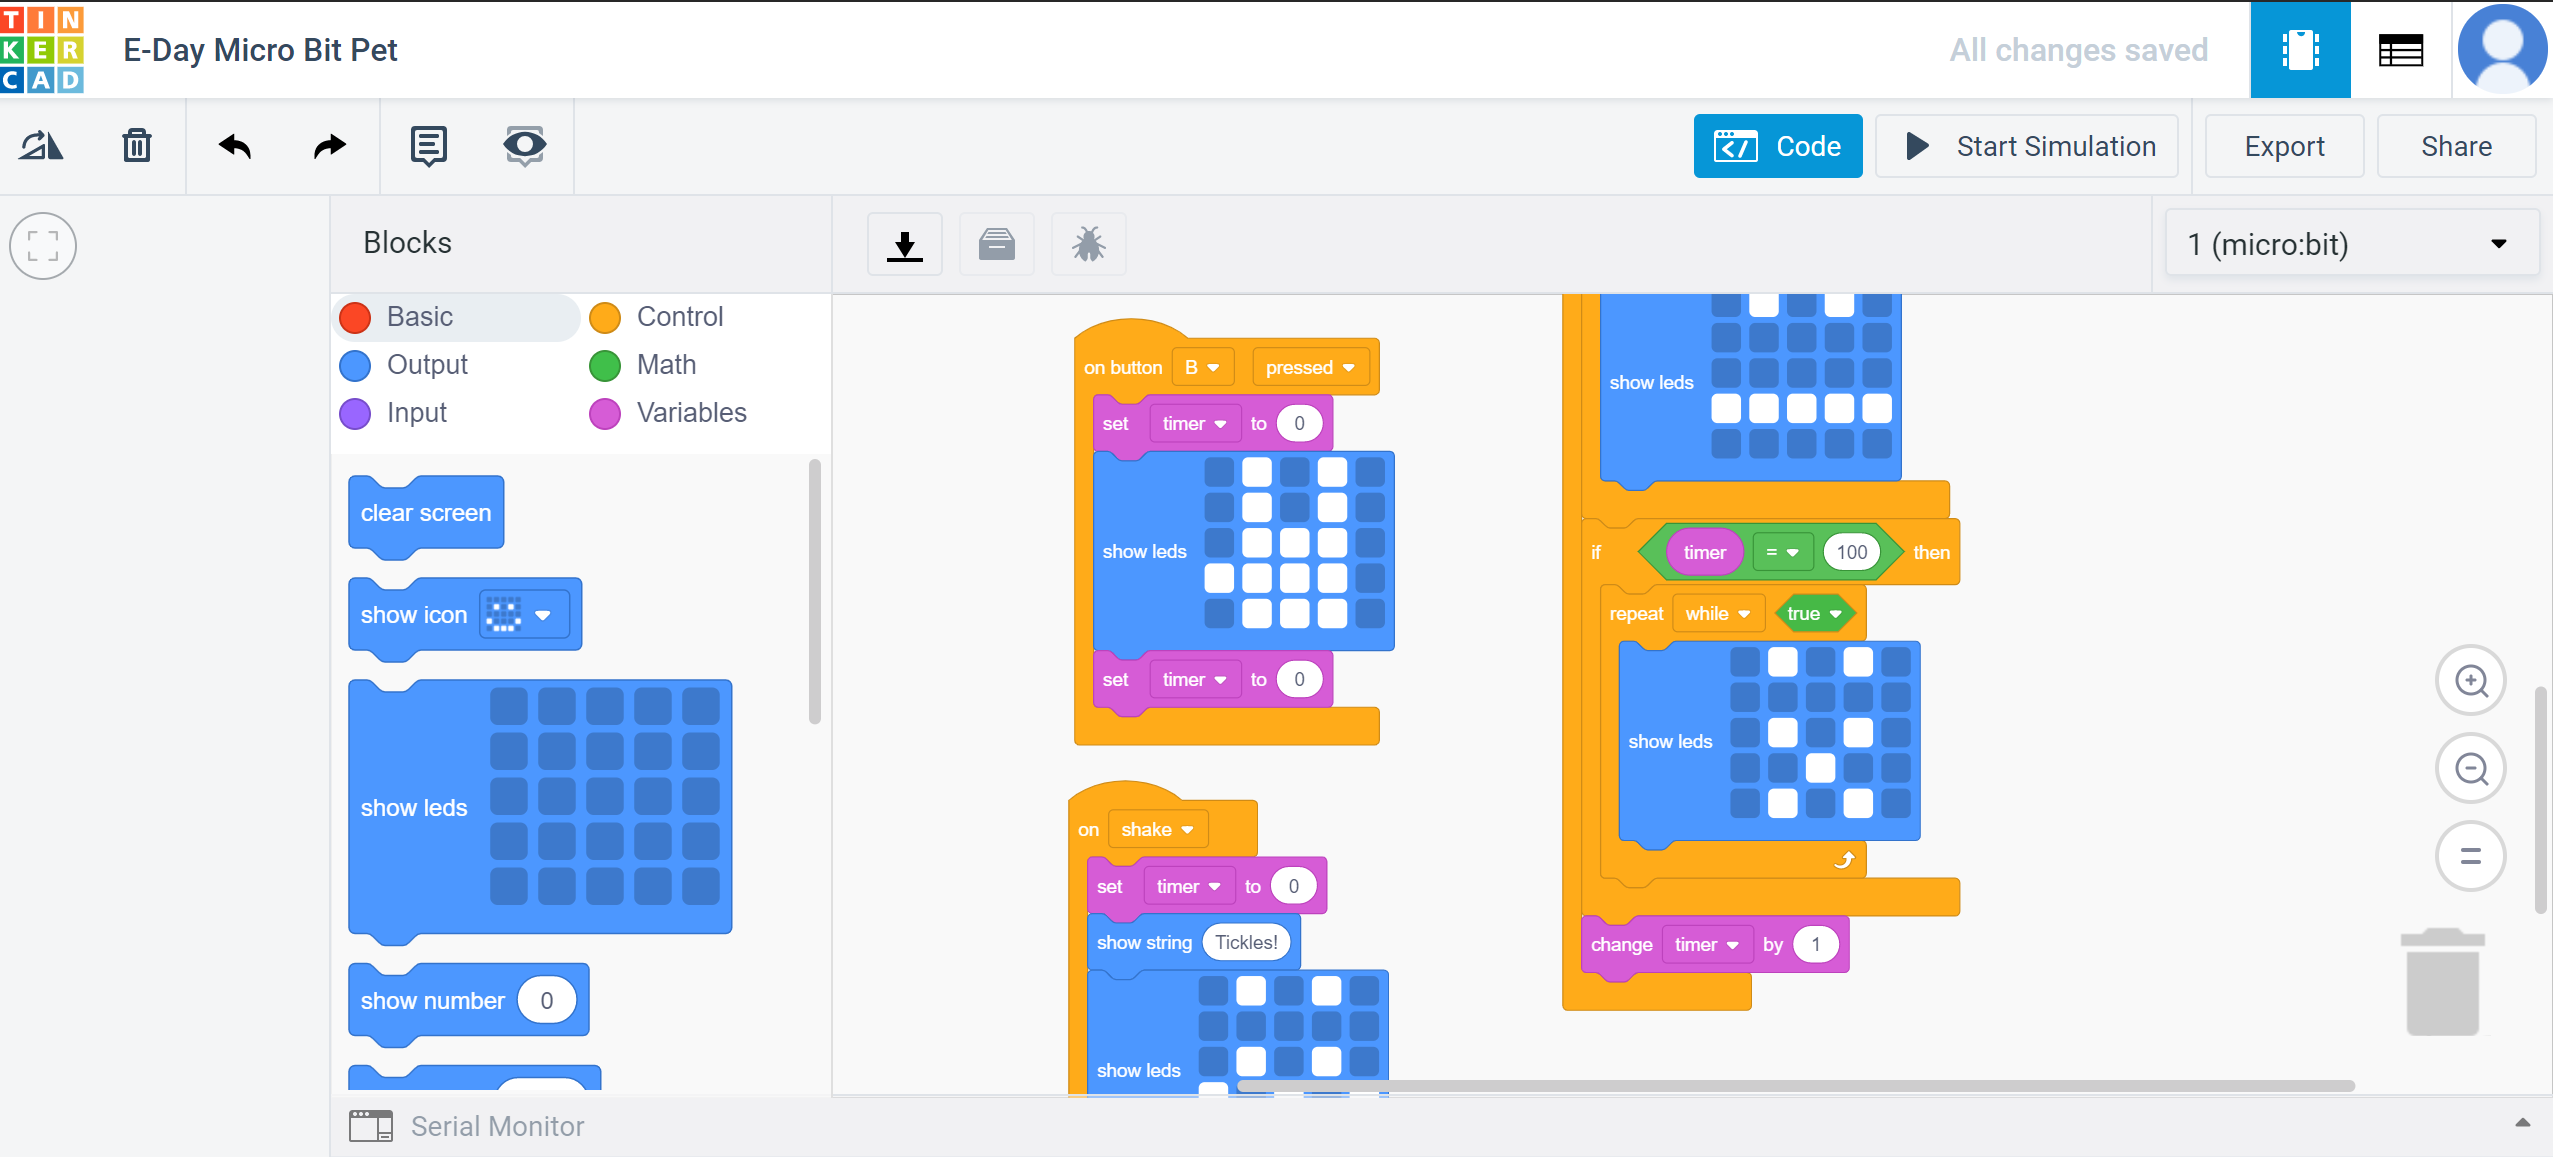 TIN
KER
CAD
E-Day Micro Bit Pet
All changes saved
Code
Start Simulation
Export
Share
Blocks
1 (micro:bit)
Basic
Control
Output
Math
Input
Variables
clear screen
show icon
show leds
show number 0
on button B pressed
set timer to 0
show leds
set timer to 0
on shake
set timer to 0
show string Tickles!
show leds
show leds
if timer = 100 then
repeat while true
show leds
change timer by 1
Serial Monitor